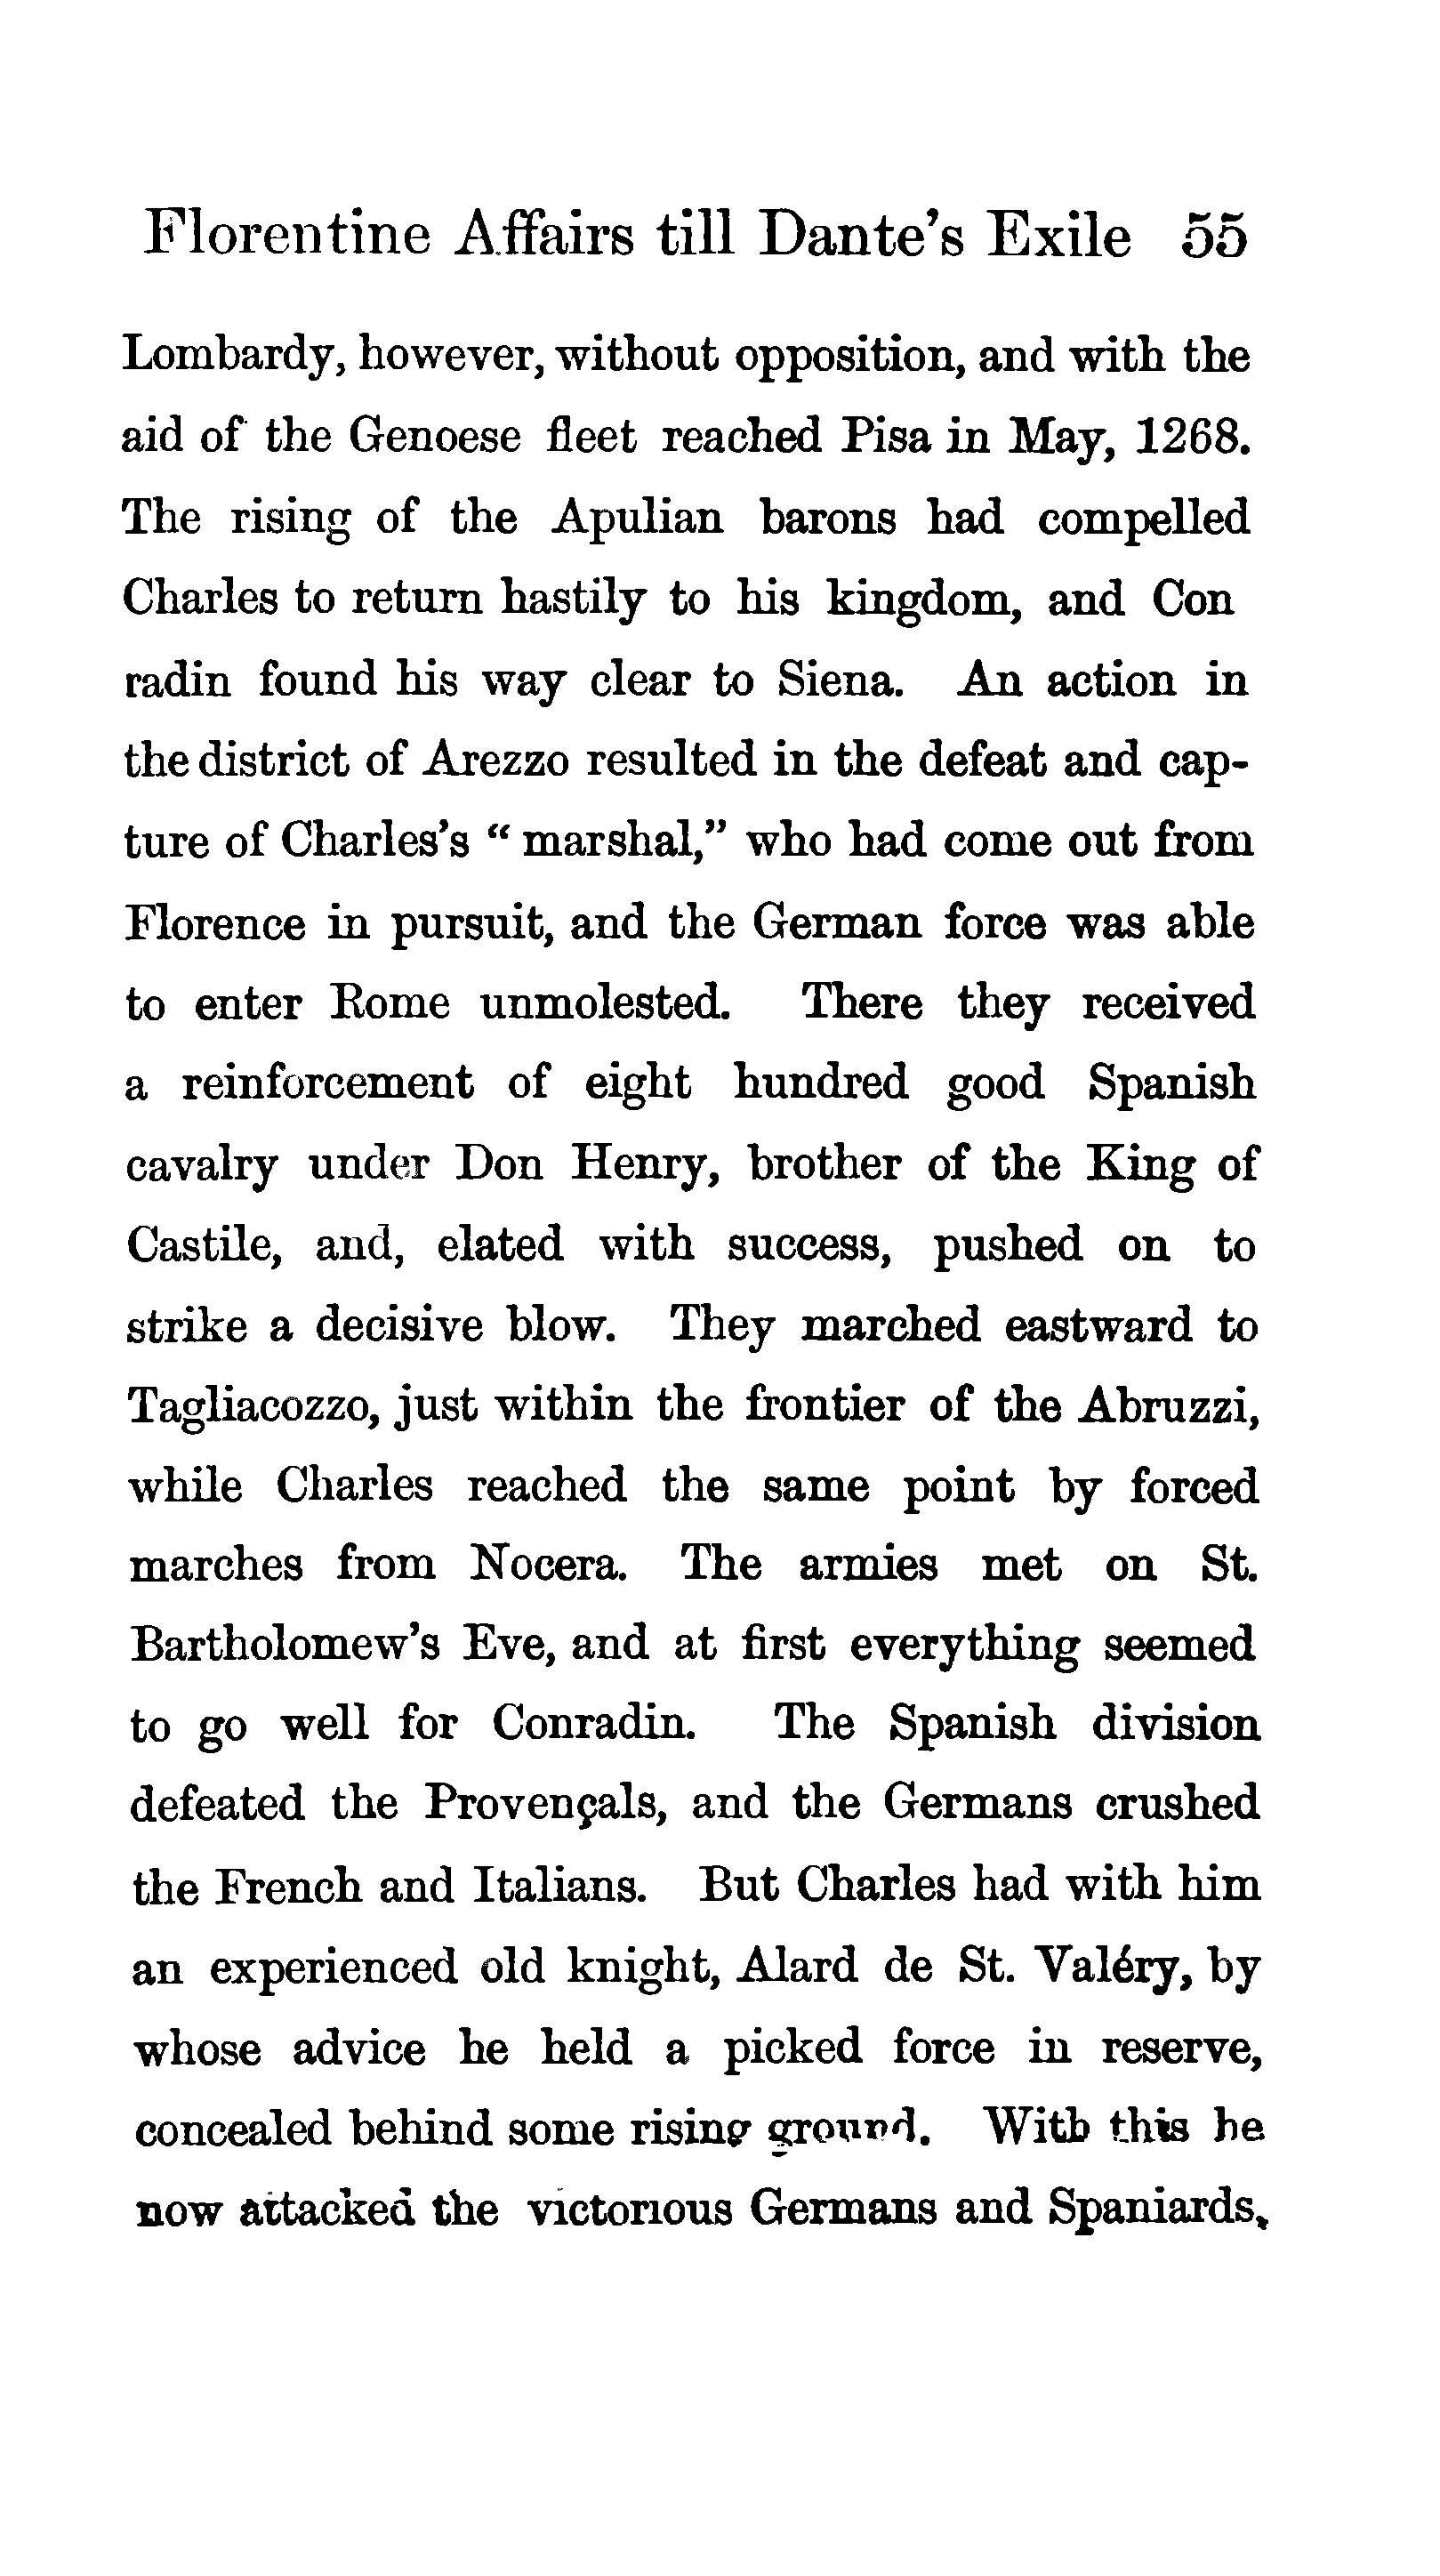 Florentine Affairs till Dante's Exile 55
Lombardy, however, without opposition, and with the
aid of the Genoese fleet reached Pisa in May, 1268.
The rising of the Apulian barons had compelled
Charles to return hastily to his kingdom, and Con
radin found his way clear to Siena. An action in
the district of Arezzo resulted in the defeat and cap-
ture of Charles's “ marshal,” who had come out from
Florence in pursuit, and the German force was able
to enter Rome unmolested. There they received
a reinforcement of eight hundred good Spanish
cavalry under Don Henry, brother of the King of
Castile, and, elated with success, pushed on to
strike a decisive blow. They marched eastward to
Tagliacozzo, just within the frontier of the Abruzzi,
while Charles reached the same point by forced
marches from Nocera. The armies met on St.
Bartholomew's Eve, and at first everything seemed
to go well for Conradin. The Spanish division
defeated the Provençals, and the Germans crushed
the French and Italians. But Charles had with him
an experienced old knight, Alard de St. Valéry, by
whose advice he held a picked force in reserve,
concealed behind some rising ground. With this he
now attacked the victorious Germans and Spaniards,